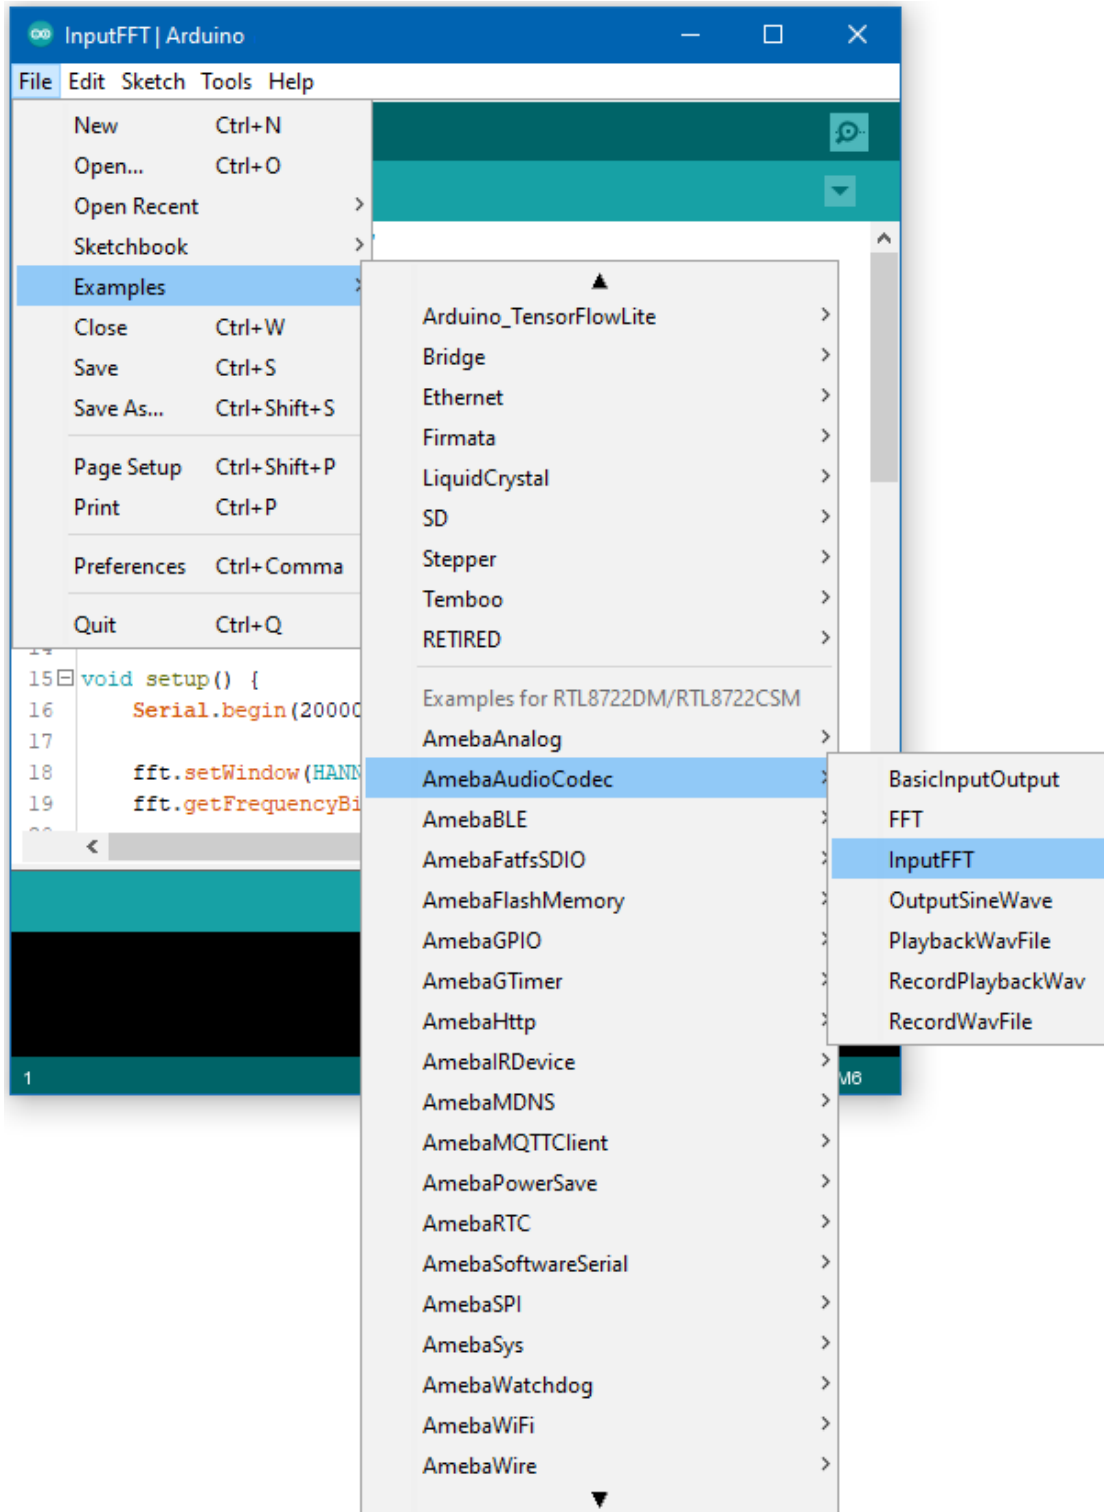 InputFFT | Arduino
File Edit Sketch Tools Help
New Ctrl+N
Open... Ctrl+O
Open Recent
Sketchbook
Examples
Close Ctrl+W
Save Ctrl+S
Save As... Ctrl+Shift+S
Page Setup Ctrl+Shift+P
Print Ctrl+P
Preferences Ctrl+Comma
Quit Ctrl+Q
15 void setup() {
16 Serial.begin(20000
17
18 fft.setWindow(HANN
19 fft.getFrequencyBi
1
M6
Arduino_TensorFlowLite
Bridge
Ethernet
Firmata
LiquidCrystal
SD
Stepper
Temboo
RETIRED
Examples for RTL8722DM/RTL8722CSM
AmebaAnalog
AmebaAudioCodec
AmebaBLE
AmebaFatfsSDIO
AmebaFlashMemory
AmebaGPIO
AmebaGTimer
AmebaHttp
AmebaIRDevice
AmebaMDNS
AmebaMQTTClient
AmebaPowerSave
AmebaRTC
AmebaSoftwareSerial
AmebaSPI
AmebaSys
AmebaWatchdog
AmebaWiFi
AmebaWire
BasicInputOutput
FFT
InputFFT
OutputSineWave
PlaybackWavFile
RecordPlaybackWav
RecordWavFile